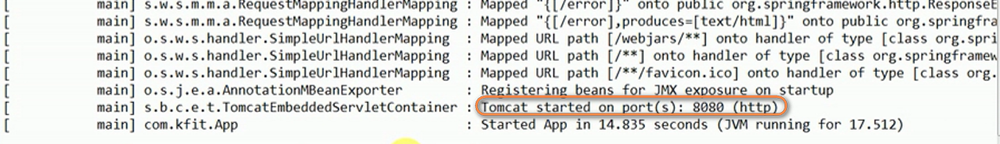 [ main] s.w.s.m.m.a.RequestMappingHandlerMapping : Mapped "{[/error]}" onto public org.springframework.http.ResponseE
[ main] s.w.s.m.m.a.RequestMappingHandlerMapping : Mapped "{[/error],produces=[text/html]}" onto public org.springfra
[ main] o.s.w.s.handler.SimpleUrlHandlerMapping : Mapped URL path [/webjars/**] onto handler of type [class org.spri
[ main] o.s.w.s.handler.SimpleUrlHandlerMapping : Mapped URL path [/**] onto handler of type [class org.springframew
[ main] o.s.w.s.handler.SimpleUrlHandlerMapping : Mapped URL path [/**/favicon.ico] onto handler of type [class org.
[ main] o.s.j.e.a.AnnotationMBeanExporter : Registering beans for JMX exposure on startup
[ main] s.b.c.e.t.TomcatEmbeddedServletContainer : Tomcat started on port(s): 8080 (http)
[ main] com.kfit.App : Started App in 14.835 seconds (JVM running for 17.512)